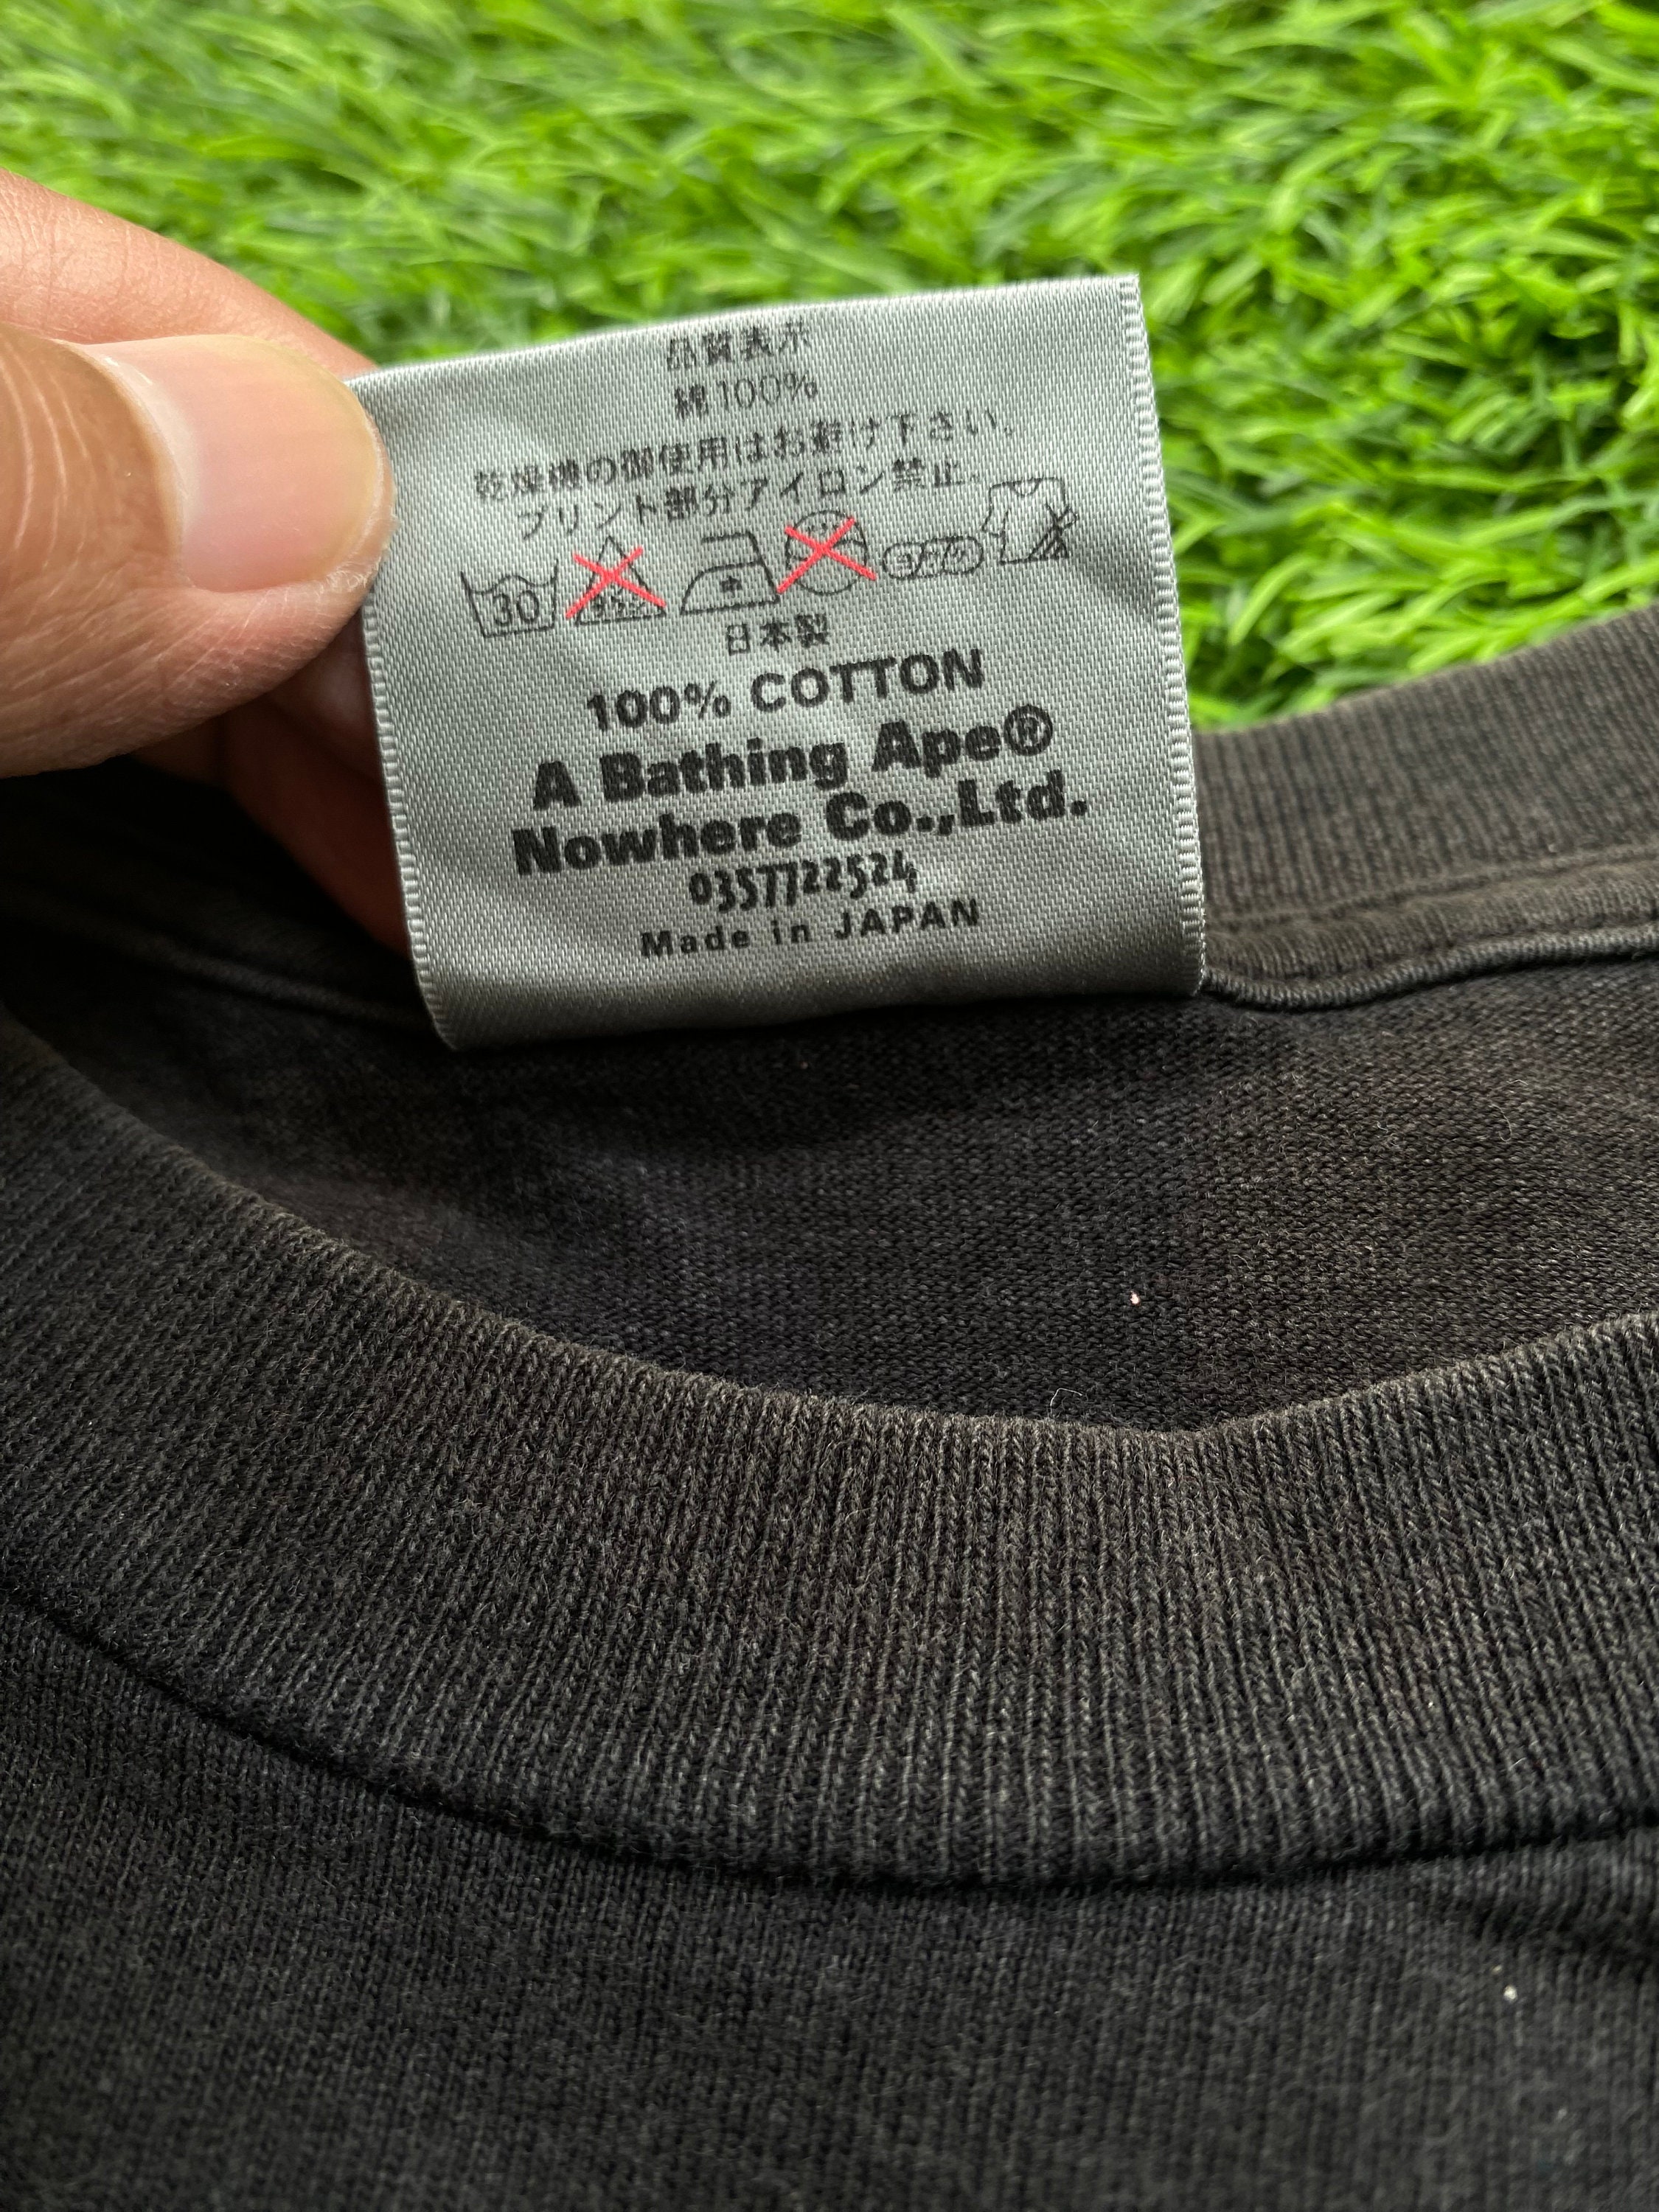 品質表示
綿100%
乾燥機の御使用はお避け下さい。
プリント部分アイロン禁止。
30
日本製
100% COTTON
A Bathing Ape®
Nowhere Co.,Ltd.
0357722524
Made in JAPAN